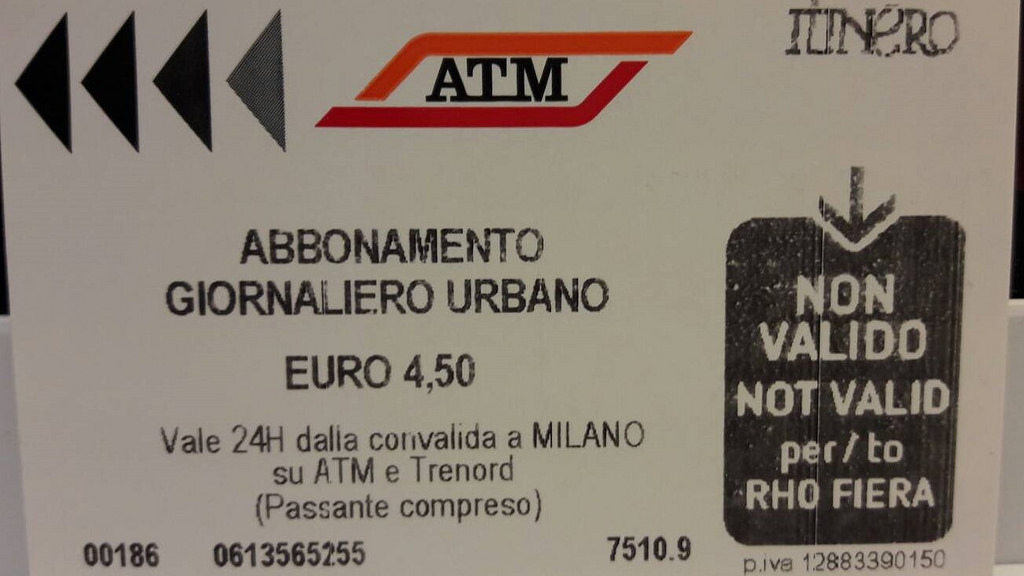 ATM
ITINERO
ABBONAMENTO
GIORNALIERO URBANO
EURO 4,50
Vale 24H dalla convalida a MILANO
su ATM e Trenord
(Passante compreso)
00186 0613565255 7510.9
NON
VALIDO
NOT VALID
per/to
RHO FIERA
p.iva 12883390150